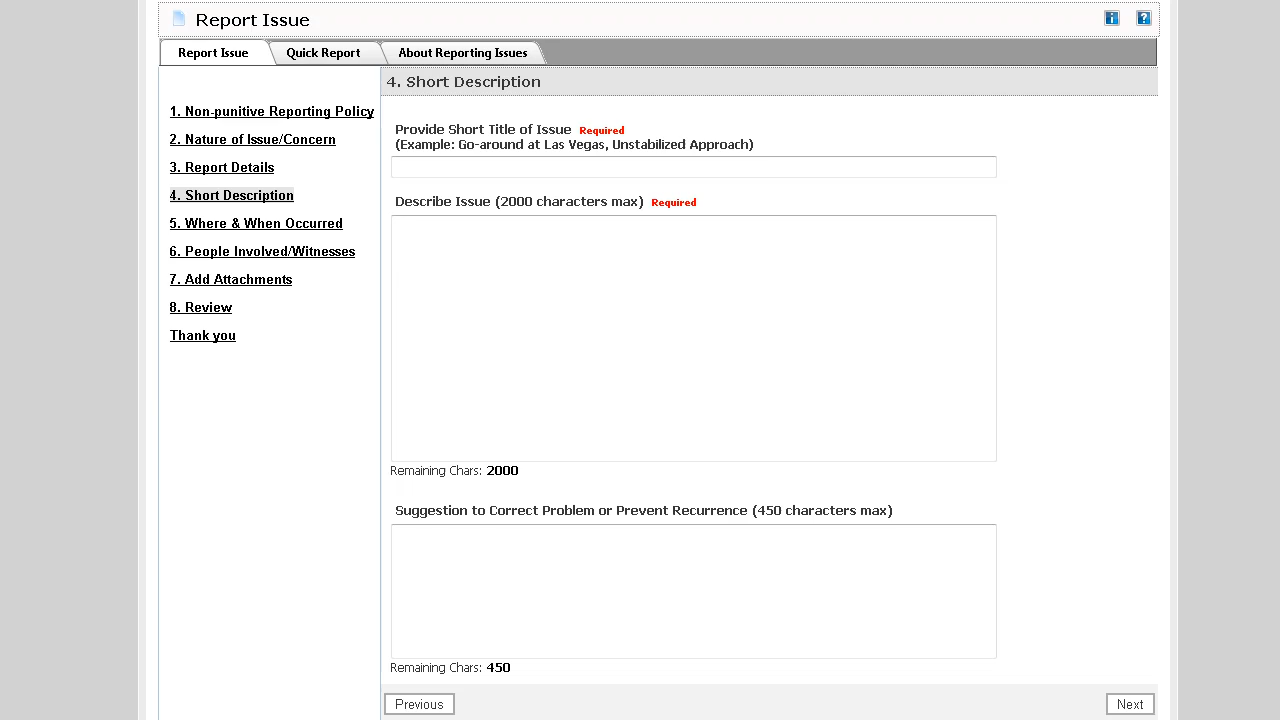 Report Issue
Report Issue
Quick Report
About Reporting Issues
1. Non-punitive Reporting Policy
2. Nature of Issue/Concern
3. Report Details
4. Short Description
5. Where & When Occurred
6. People Involved/Witnesses
7. Add Attachments
8. Review
Thank you
4. Short Description
Provide Short Title of Issue Required
(Example: Go-around at Las Vegas, Unstabilized Approach)
Describe Issue (2000 characters max) Required
Remaining Chars: 2000
Suggestion to Correct Problem or Prevent Recurrence (450 characters max)
Remaining Chars: 450
Previous
Next